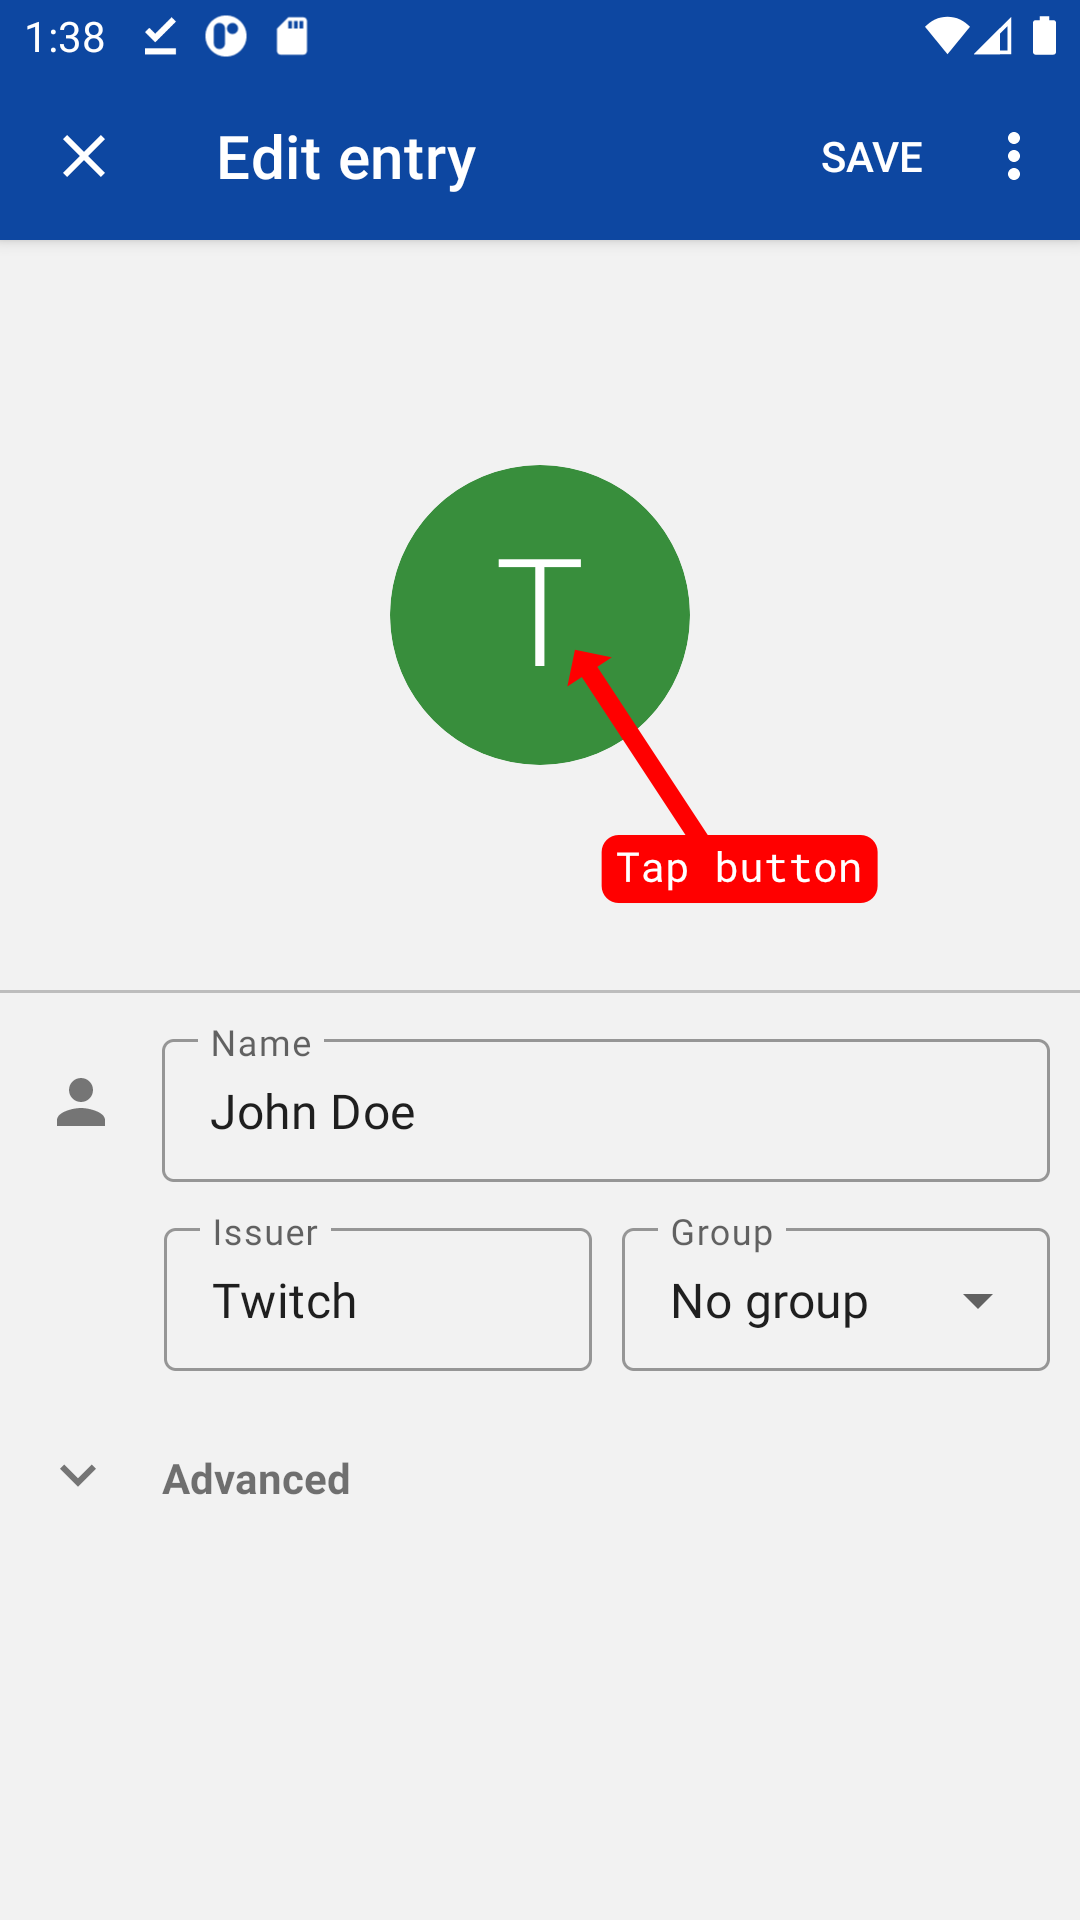 1:38
Edit entry
SAVE
T
Tap button
Name
John Doe
Issuer
Group
Twitch
No group
Advanced